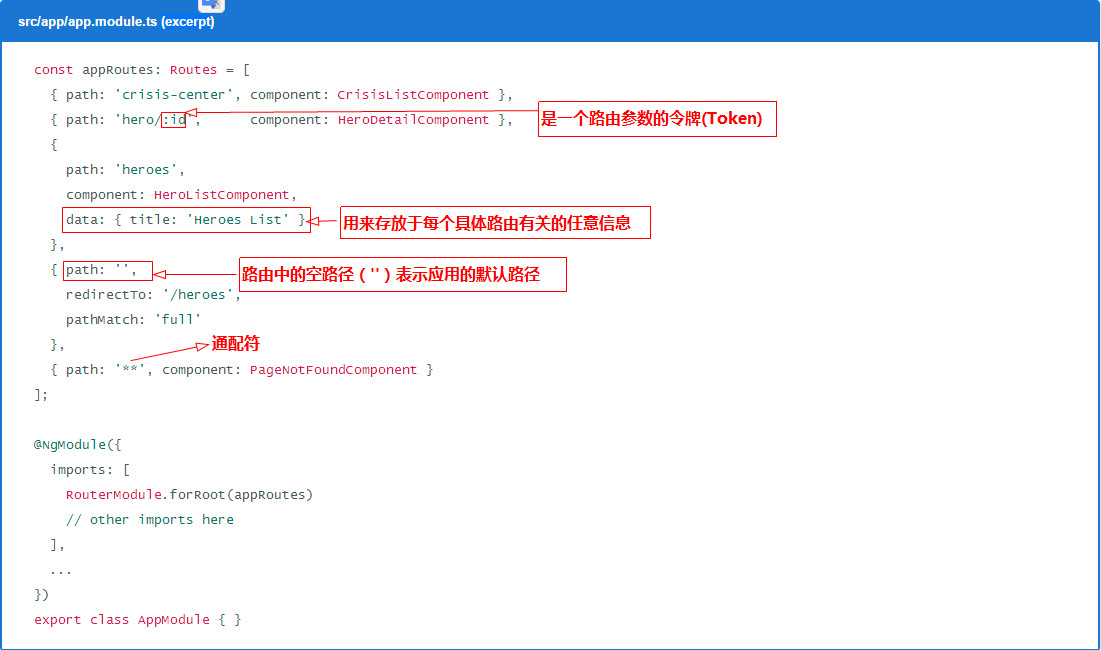 src/app/app.module.ts (excerpt)
const appRoutes: Routes = [
{ path: 'crisis-center', component: CrisisListComponent },
{ path: 'hero/:id', component: HeroDetailComponent },
是一个路由参数的令牌(Token)
{
path: 'heroes',
component: HeroListComponent,
data: { title: 'Heroes List' }
用来存放于每个具体路由有关的任意信息
},
{ path: '',
路由中的空路径（''）表示应用的默认路径
redirectTo: '/heroes',
pathMatch: 'full'
},
通配符
{ path: '**', component: PageNotFoundComponent }
];
@NgModule({
imports: [
RouterModule.forRoot(appRoutes)
// other imports here
],
...
})
export class AppModule { }